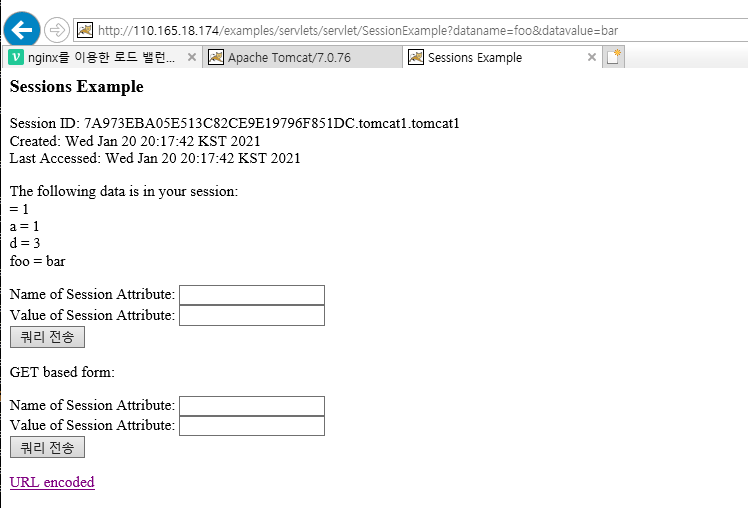 http://110.165.18.174/examples/servlets/servlet/SessionExample?dataname=foo&datavalue=bar
nginx를 이용한 로드 밸런... Apache Tomcat/7.0.76 Sessions Example
Sessions Example
Session ID: 7A973EBA05E513C82CE9E19796F851DC.tomcat1.tomcat1
Created: Wed Jan 20 20:17:42 KST 2021
Last Accessed: Wed Jan 20 20:17:42 KST 2021
The following data is in your session:
= 1
a = 1
d = 3
foo = bar
Name of Session Attribute:
Value of Session Attribute:
쿼리 전송
GET based form:
Name of Session Attribute:
Value of Session Attribute:
쿼리 전송
URL encoded